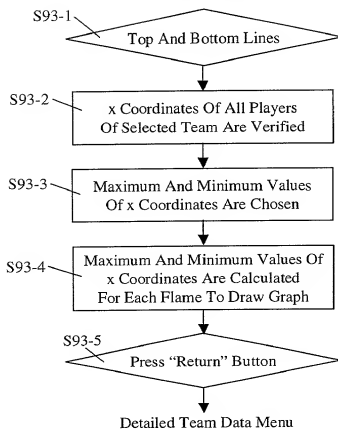 S93-1
Top And Bottom Lines
S93-2
x Coordinates Of All Players
Of Selected Team Are Verified
S93-3
Maximum And Minimum Values
Of x Coordinates Are Chosen
S93-4
Maximum And Minimum Values Of
x Coordinates Are Calculated
For Each Flame To Draw Graph
S93-5
Press “Return” Button
Detailed Team Data Menu